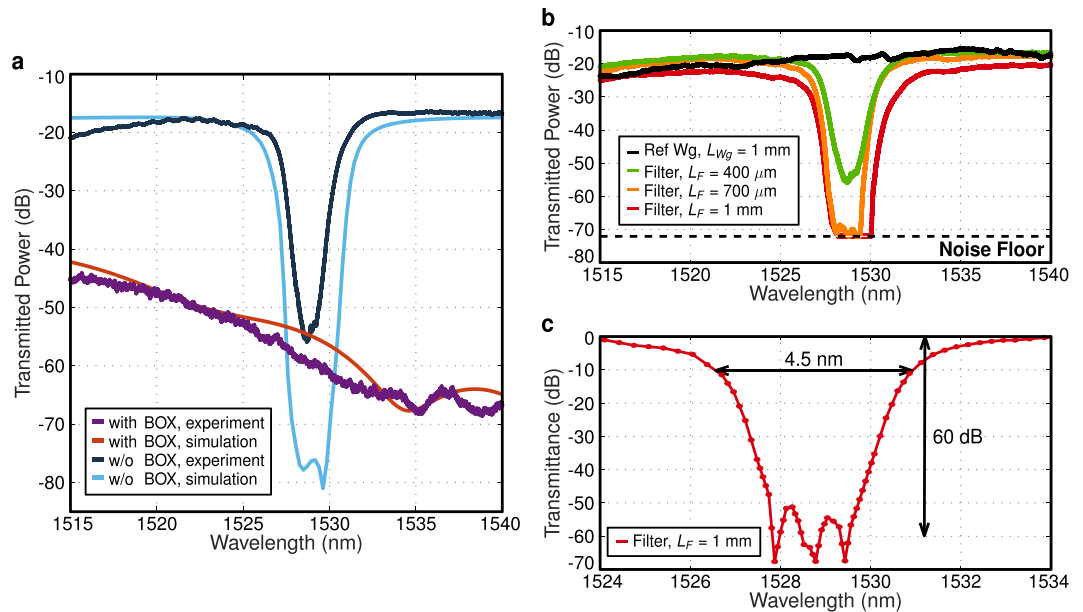 a
Transmitted Power (dB)
-10
-20
-30
-40
-50
-60
-70
-80
with BOX, experiment
with BOX, simulation
w/o BOX, experiment
w/o BOX, simulation
1515 1520 1525 1530 1535 1540
Wavelength (nm)
b
Transmitted Power (dB)
-10
-20
-30
-40
-50
-60
-70
-80
Ref Wg, L_Wg = 1 mm
Filter, L_F = 400 μm
Filter, L_F = 700 μm
Filter, L_F = 1 mm
Noise Floor
1515 1520 1525 1530 1535 1540
Wavelength (nm)
c
Transmittance (dB)
0
-10
-20
-30
-40
-50
-60
-70
4.5 nm
60 dB
Filter, L_F = 1 mm
1524 1526 1528 1530 1532 1534
Wavelength (nm)